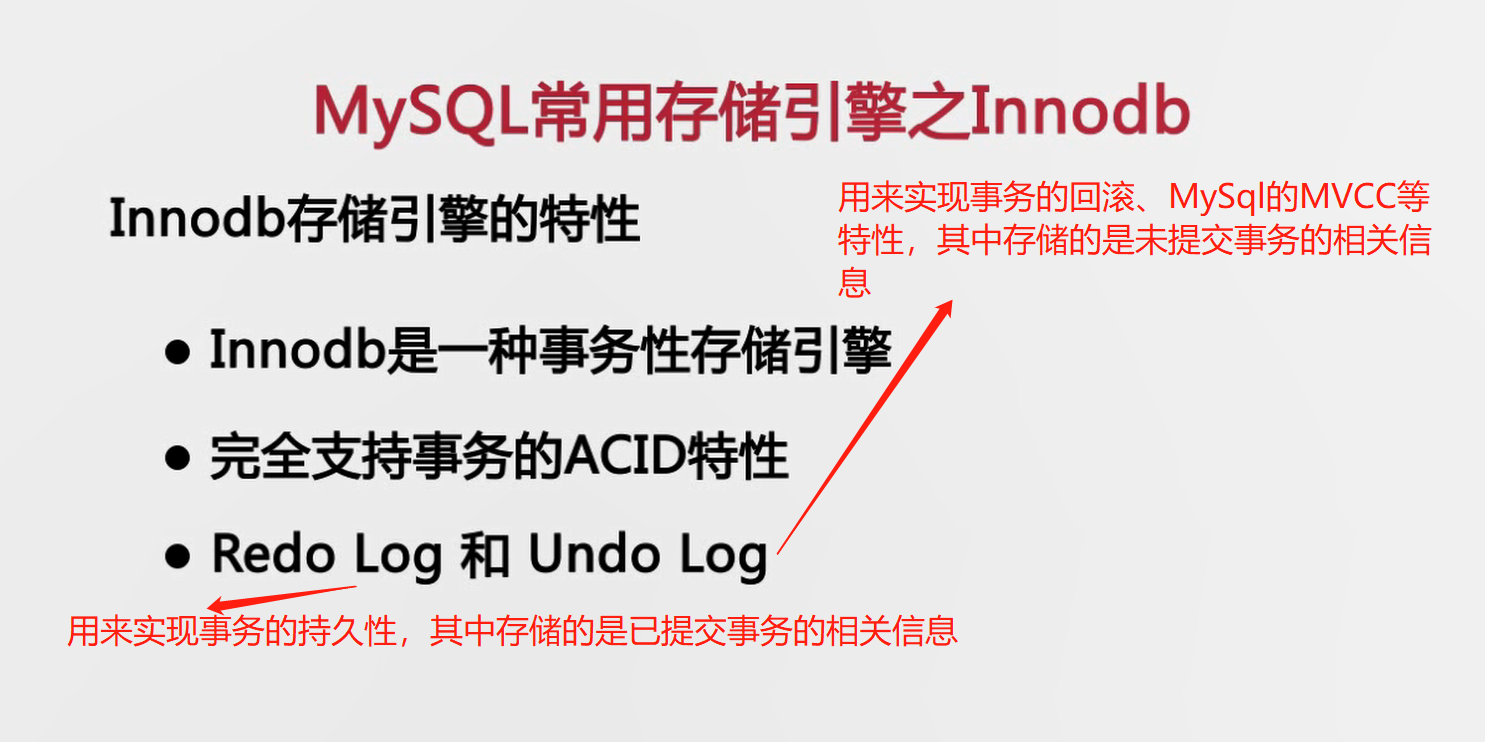 MySQL常用存储引擎之Innodb
Innodb存储引擎的特性
用来实现事务的回滚、MySql的MVCC等
特性，其中存储的是未提交事务的相关信
息
● Innodb是一种事务性存储引擎
● 完全支持事务的ACID特性
● Redo Log 和 Undo Log
用来实现事务的持久性，其中存储的是已提交事务的相关信息